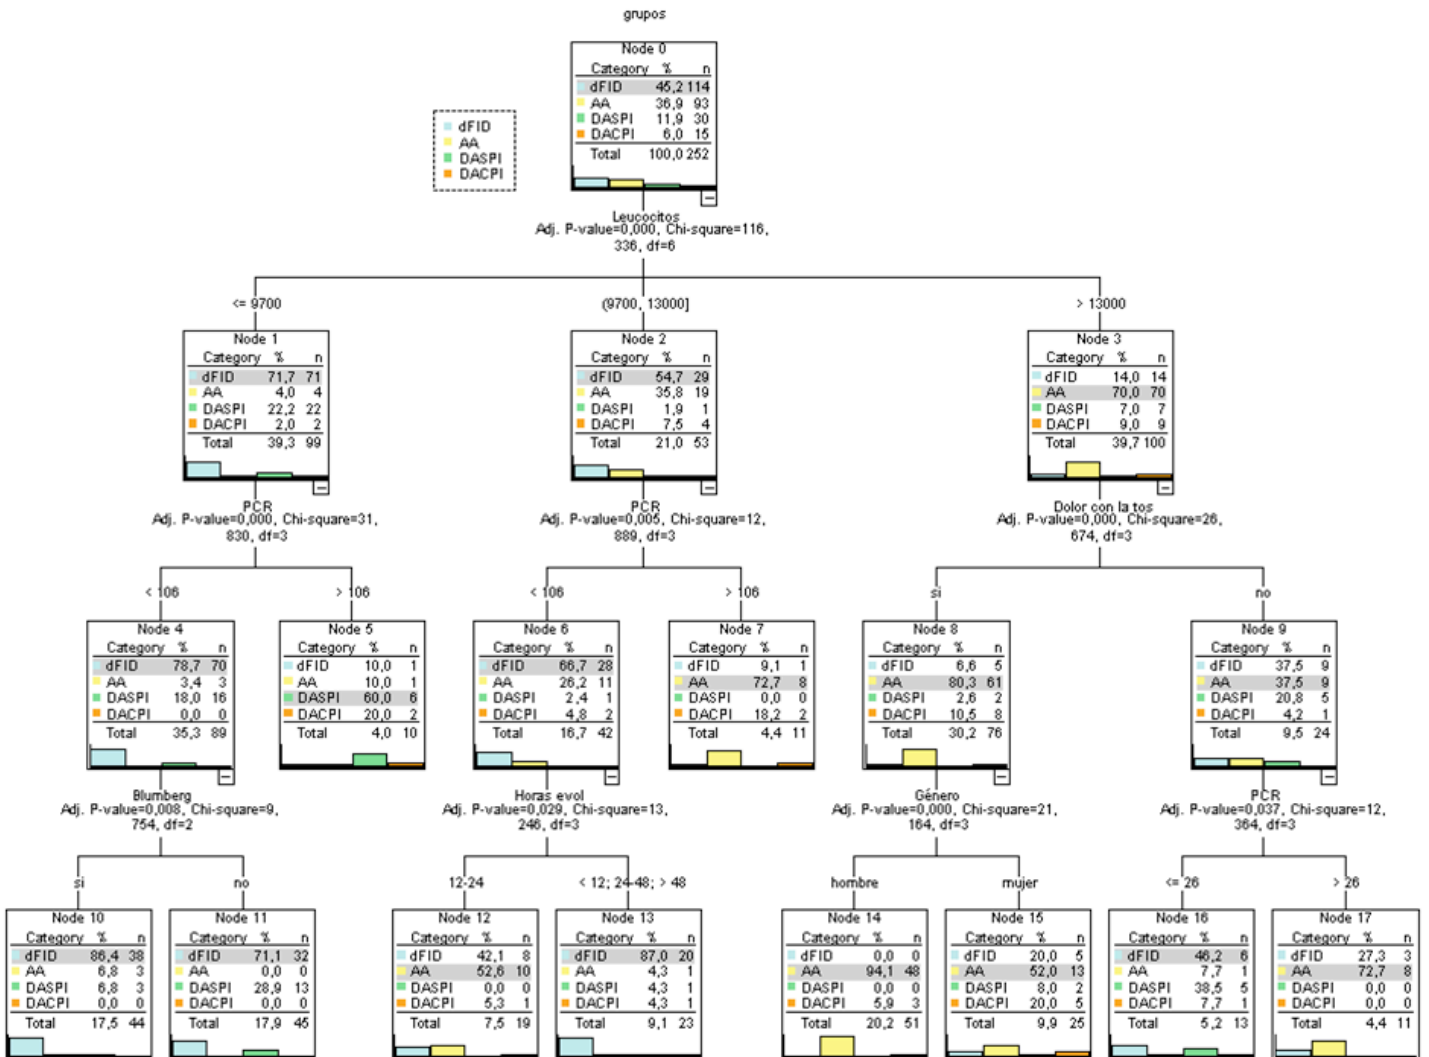 grupos
Node 0
Category % n
dFID 45,2 114
AA 36,9 93
DASPI 11,9 30
DACPI 6,0 15
Total 100,0 252
dFID
AA
DASPI
DACPI
Leucocitos
Adj. P-value=0,000, Chi-square=116,
336, df=6
<= 9700
(9700, 13000]
> 13000
Node 1
Category % n
dFID 71,7 71
AA 4,0 4
DASPI 22,2 22
DACPI 2,0 2
Total 39,3 99
Node 2
Category % n
dFID 54,7 29
AA 35,8 19
DASPI 1,9 1
DACPI 7,5 4
Total 21,0 53
Node 3
Category % n
dFID 14,0 14
AA 70,0 70
DASPI 7,0 7
DACPI 9,0 9
Total 39,7 100
PCR
Adj. P-value=0,000, Chi-square=31,
830, df=3
PCR
Adj. P-value=0,005, Chi-square=12,
889, df=3
Dolor con la tos
Adj. P-value=0,000, Chi-square=26,
674, df=3
< 106
> 106
< 106
> 106
si
no
Node 4
Category % n
dFID 78,7 70
AA 3,4 3
DASPI 18,0 16
DACPI 0,0 0
Total 35,3 89
Node 5
Category % n
dFID 10,0 1
AA 10,0 1
DASPI 60,0 6
DACPI 20,0 2
Total 4,0 10
Node 6
Category % n
dFID 66,7 28
AA 26,2 11
DASPI 2,4 1
DACPI 4,8 2
Total 16,7 42
Node 7
Category % n
dFID 9,1 1
AA 72,7 8
DASPI 0,0 0
DACPI 18,2 2
Total 4,4 11
Node 8
Category % n
dFID 6,6 5
AA 80,3 61
DASPI 2,6 2
DACPI 10,5 8
Total 30,2 76
Node 9
Category % n
dFID 37,5 9
AA 37,5 9
DASPI 20,8 5
DACPI 4,2 1
Total 9,5 24
Blumberg
Adj. P-value=0,008, Chi-square=9,
754, df=2
Horas evol
Adj. P-value=0,029, Chi-square=13,
246, df=3
Género
Adj. P-value=0,000, Chi-square=21,
164, df=3
PCR
Adj. P-value=0,037, Chi-square=12,
364, df=3
si
no
12-24
< 12; 24-48; > 48
hombre
mujer
<= 26
> 26
Node 10
Category % n
dFID 86,4 38
AA 6,8 3
DASPI 6,8 3
DACPI 0,0 0
Total 17,5 44
Node 11
Category % n
dFID 71,1 32
AA 0,0 0
DASPI 28,9 13
DACPI 0,0 0
Total 17,9 45
Node 12
Category % n
dFID 42,1 8
AA 52,6 10
DASPI 0,0 0
DACPI 5,3 1
Total 7,5 19
Node 13
Category % n
dFID 87,0 20
AA 4,3 1
DASPI 4,3 1
DACPI 4,3 1
Total 9,1 23
Node 14
Category % n
dFID 0,0 0
AA 94,1 48
DASPI 0,0 0
DACPI 5,9 3
Total 20,2 51
Node 15
Category % n
dFID 20,0 5
AA 52,0 13
DASPI 8,0 2
DACPI 20,0 5
Total 9,9 25
Node 16
Category % n
dFID 46,2 6
AA 7,7 1
DASPI 38,5 5
DACPI 7,7 1
Total 5,2 13
Node 17
Category % n
dFID 27,3 3
AA 72,7 8
DASPI 0,0 0
DACPI 0,0 0
Total 4,4 11